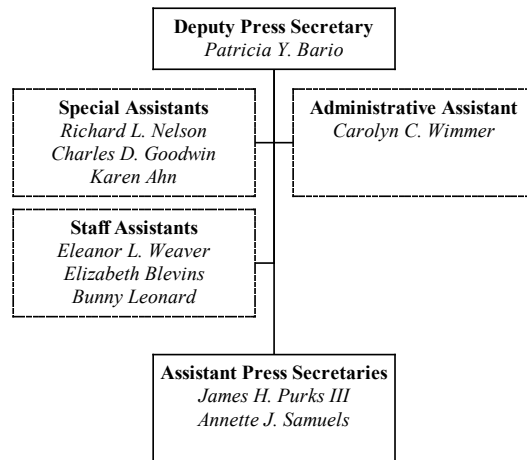 Deputy Press Secretary
Patricia Y. Bario
Special Assistants
Richard L. Nelson
Charles D. Goodwin
Karen Ahn
Administrative Assistant
Carolyn C. Wimmer
Staff Assistants
Eleanor L. Weaver
Elizabeth Blevins
Bunny Leonard
Assistant Press Secretaries
James H. Purks III
Annette J. Samuels